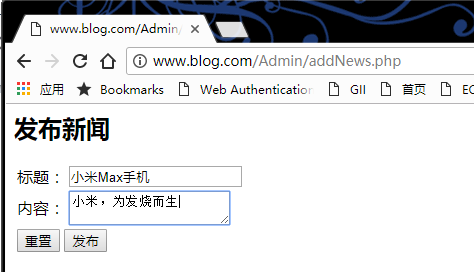 www.blog.com/Admin/
www.blog.com/Admin/addNews.php
应用 Bookmarks Web Authentication GII 首页
发布新闻
标题： 小米Max手机
内容： 小米，为发烧而生
重置 发布